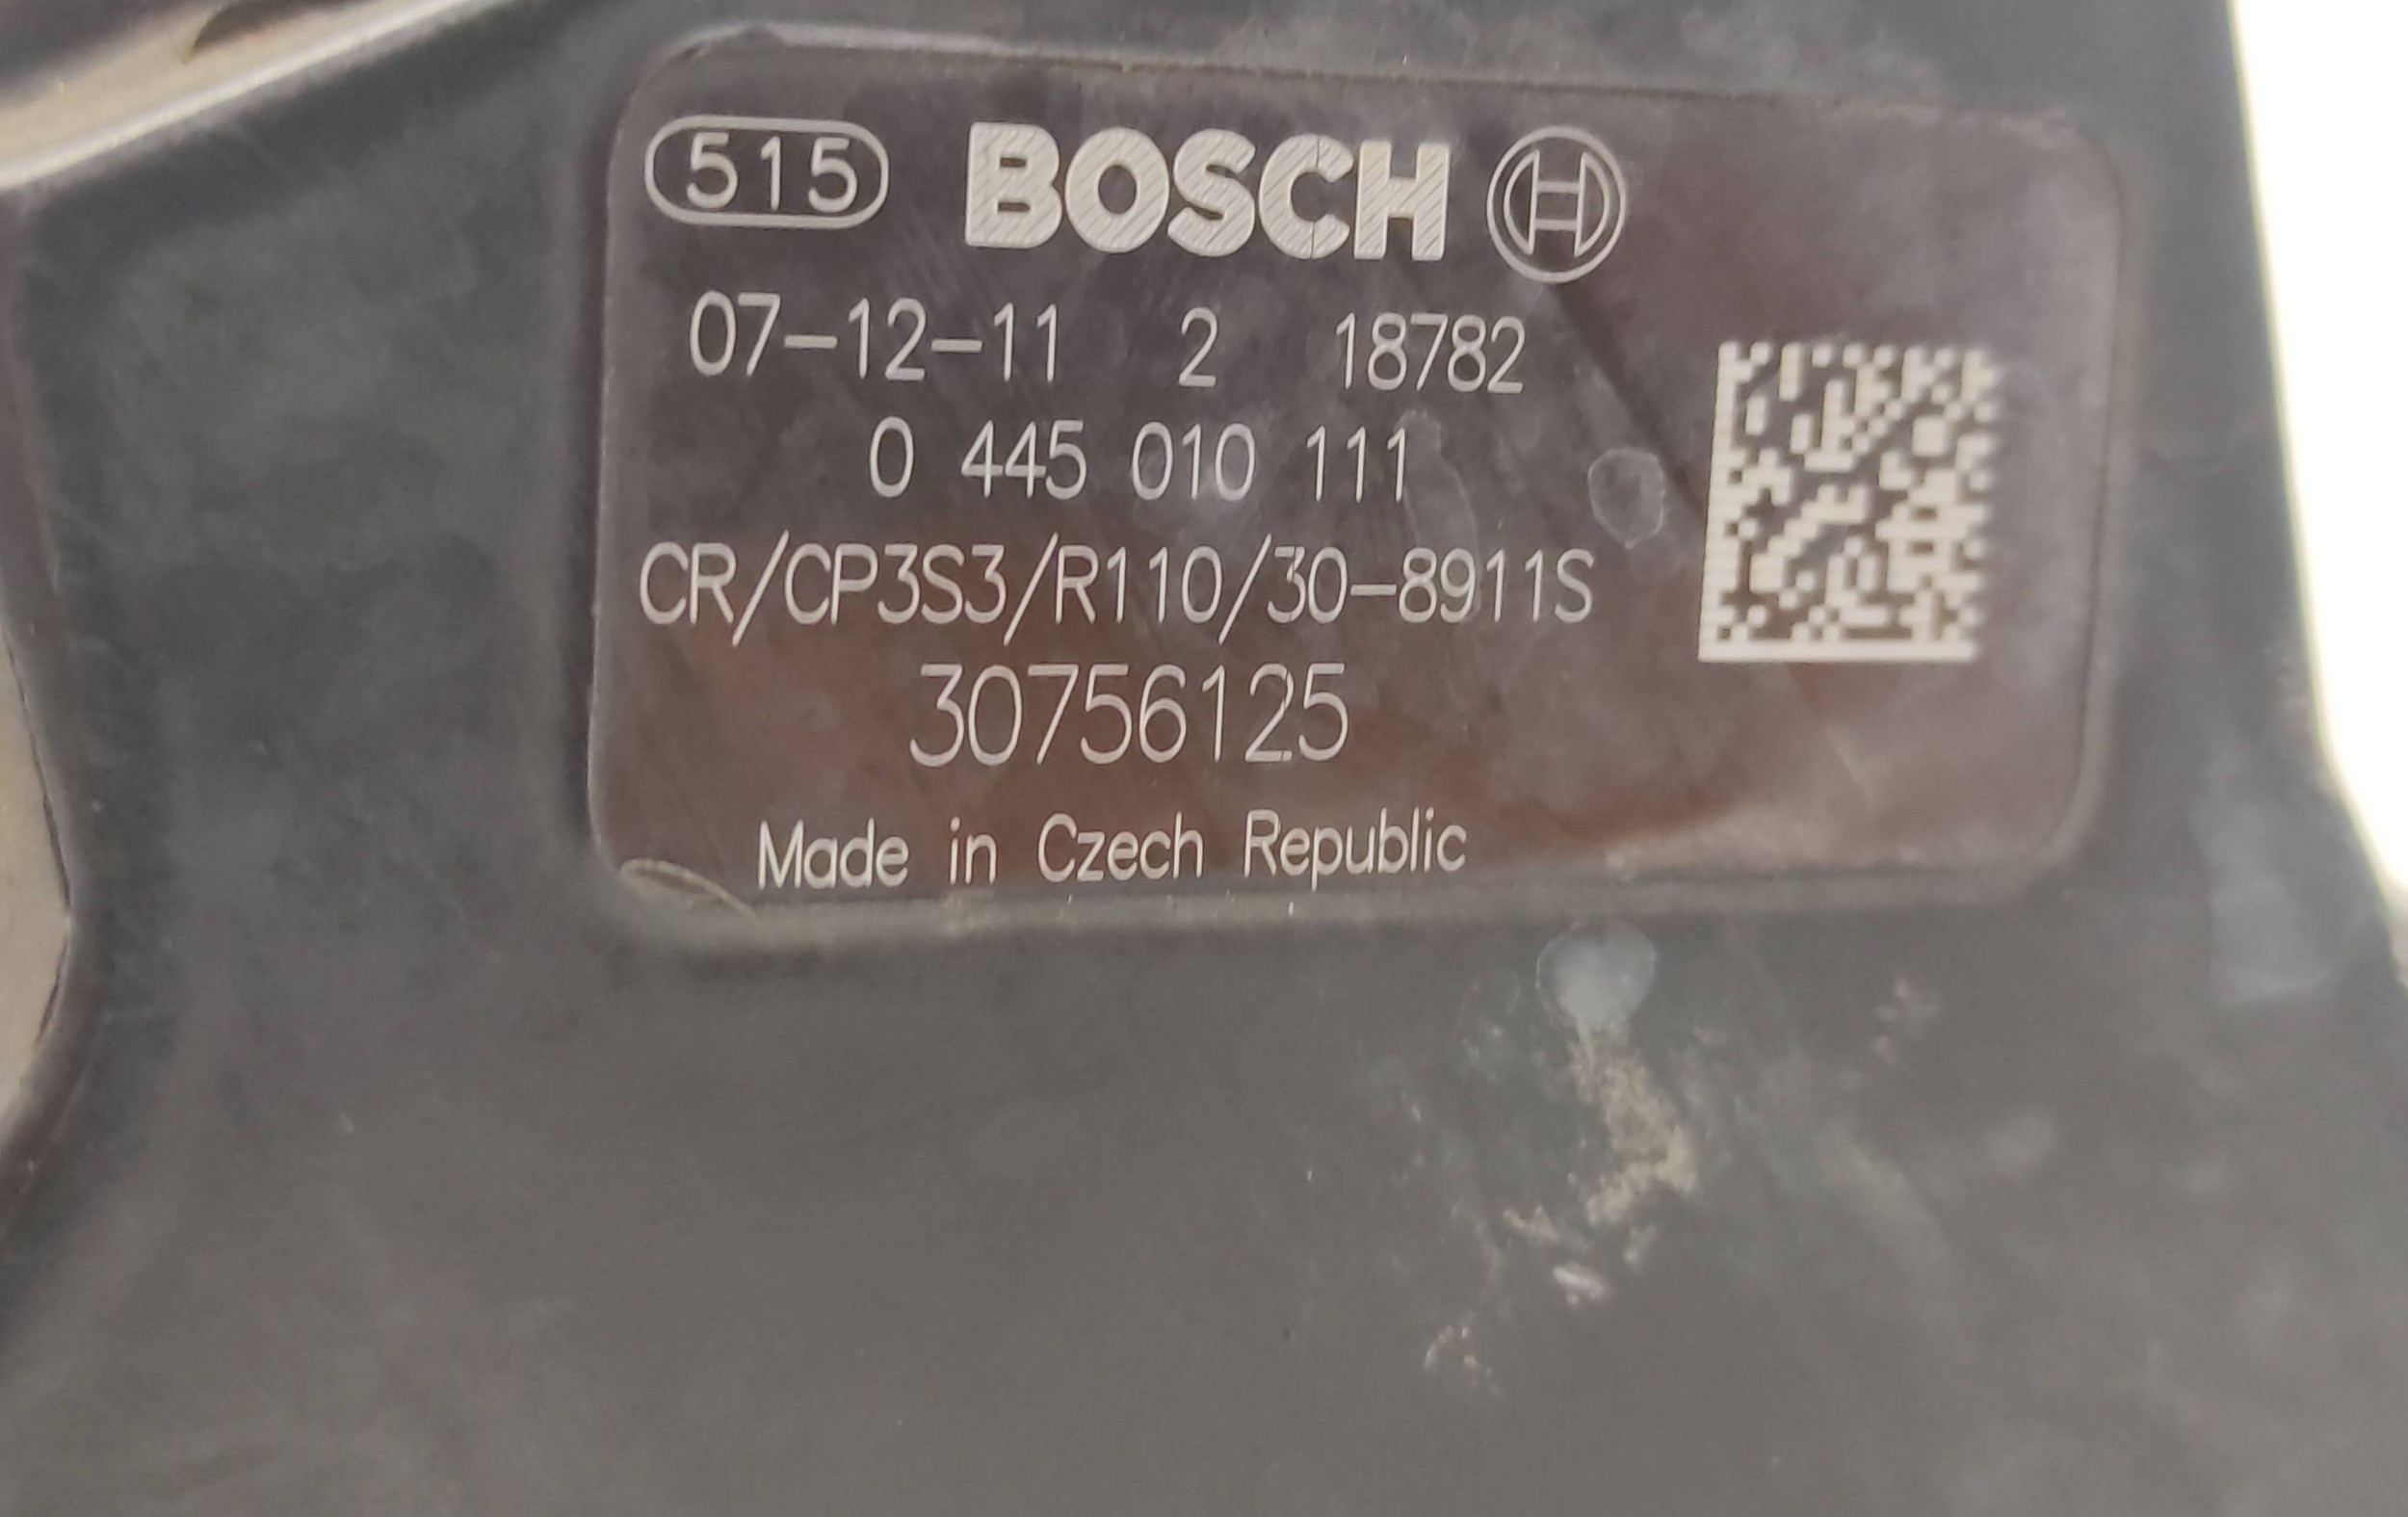 515 BOSCH
07-12-11 2 18782
0 445 010 111
CR/CP3S3/R110/30-8911S
30756125
Made in Czech Republic